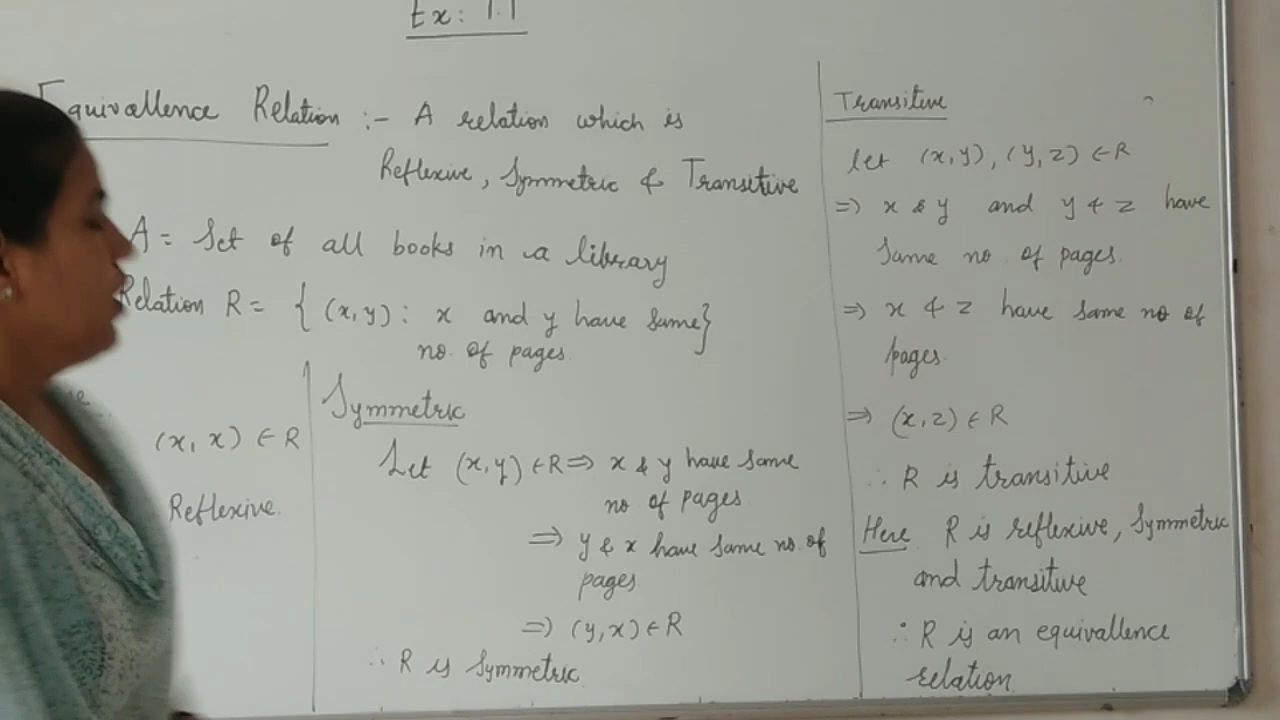 Ex: 1.1
Equivallence Relation :- A relation which is
Reflexive, Symmetric & Transitive
A = Set of all books in a library
Relation R = { (x, y) : x and y have same}
no. of pages.
(x, x) ∈ R
Reflexive.
Symmetric
Let (x, y) ∈ R => x & y have same
no of pages
=> y & x have same no. of
pages
=> (y, x) ∈ R
∴ R is Symmetric.
Transitive
let (x, y), (y, z) ∈ R
=> x & y and y & z have
Same no. of pages.
=> x & z have same no of
pages.
=> (x, z) ∈ R
∴ R is transitive
Here R is reflexive, Symmetric
and transitive
∴ R is an equivallence
relation.